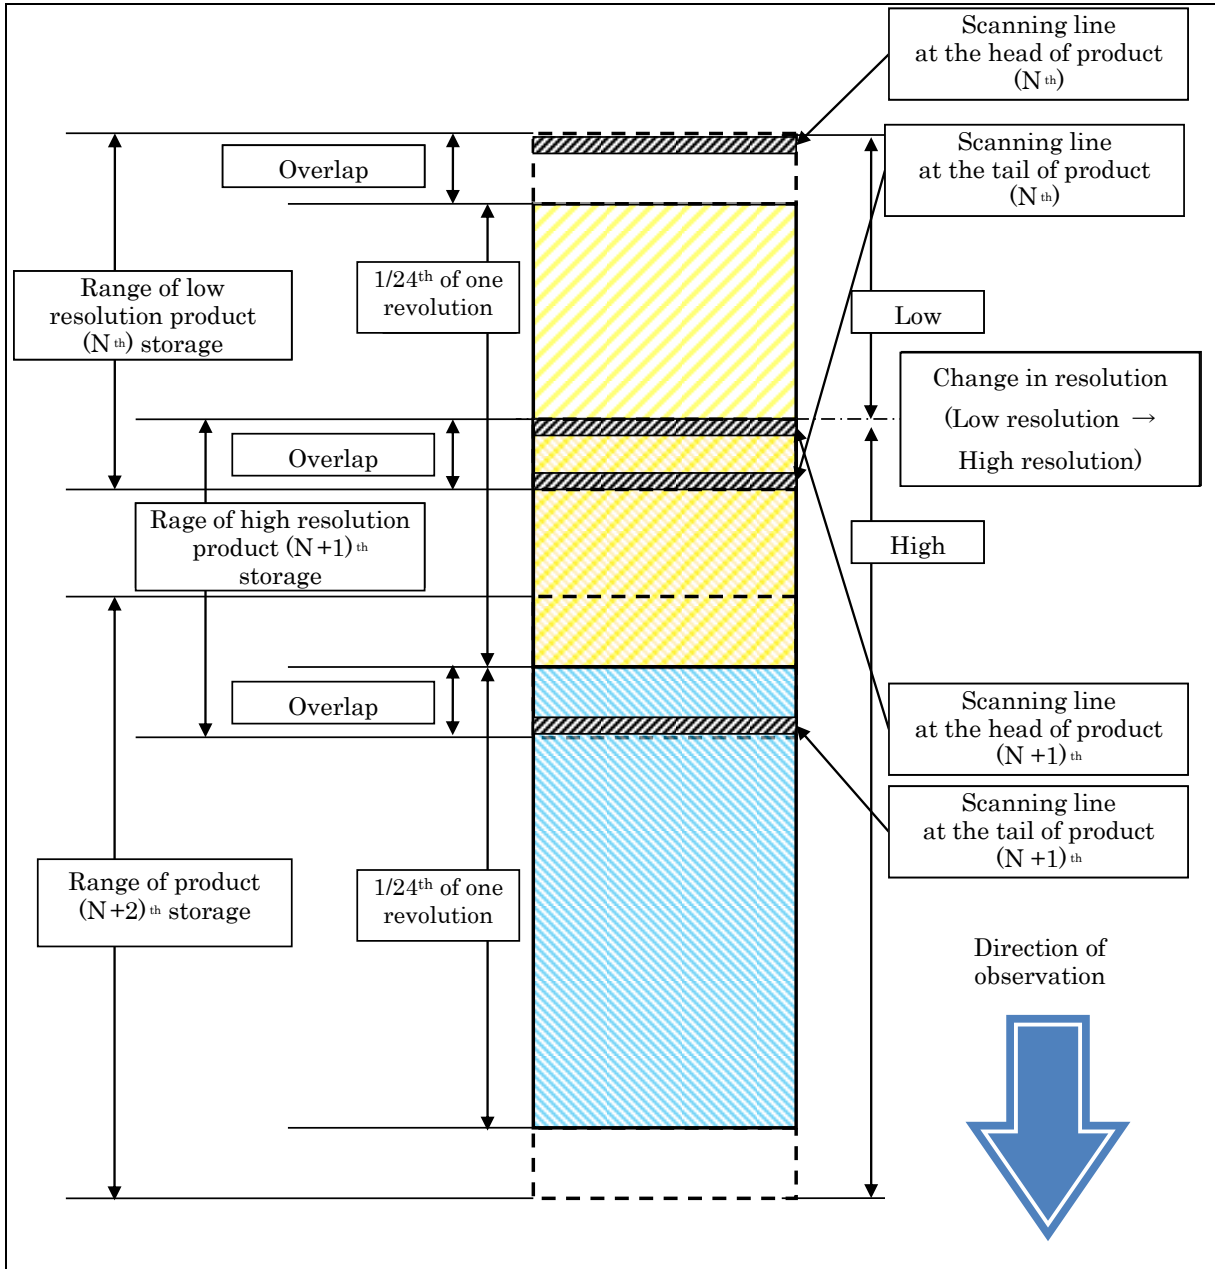 Scanning line
at the head of product
(N th)
Scanning line
at the tail of product
(N th)
Overlap
1/24th of one
revolution
Range of low
resolution product
(N th) storage
Low
Change in resolution
(Low resolution →
High resolution)
Overlap
Rage of high resolution
product (N+1) th
storage
High
Overlap
Scanning line
at the head of product
(N +1) th
Scanning line
at the tail of product
(N +1) th
Range of product
(N+2) th storage
1/24th of one
revolution
Direction of
observation